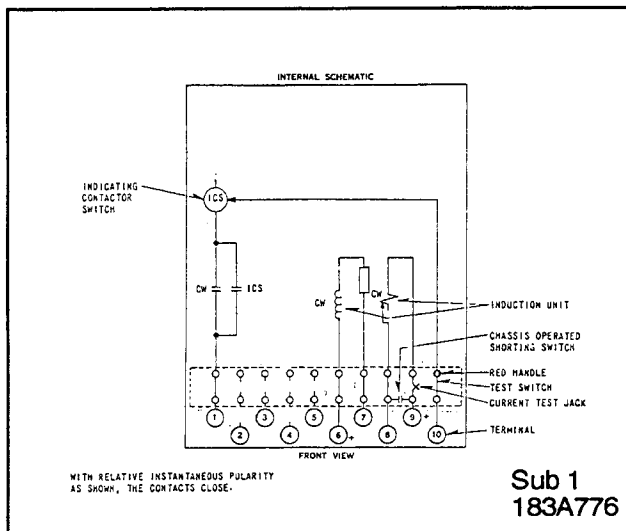 INTERNAL SCHEMATIC
INDICATING
CONTACTOR
SWITCH
ICS
CW
ICS
CW
CW
INDUCTION UNIT
CHASSIS OPERATED
SHORTING SWITCH
RED HANDLE
TEST SWITCH
CURRENT TEST JACK
TERMINAL
1
3
5
7
9
+
2
4
6
+
8
10
FRONT VIEW
WITH RELATIVE INSTANTANEOUS POLARITY
AS SHOWN, THE CONTACTS CLOSE.
Sub 1
183A776